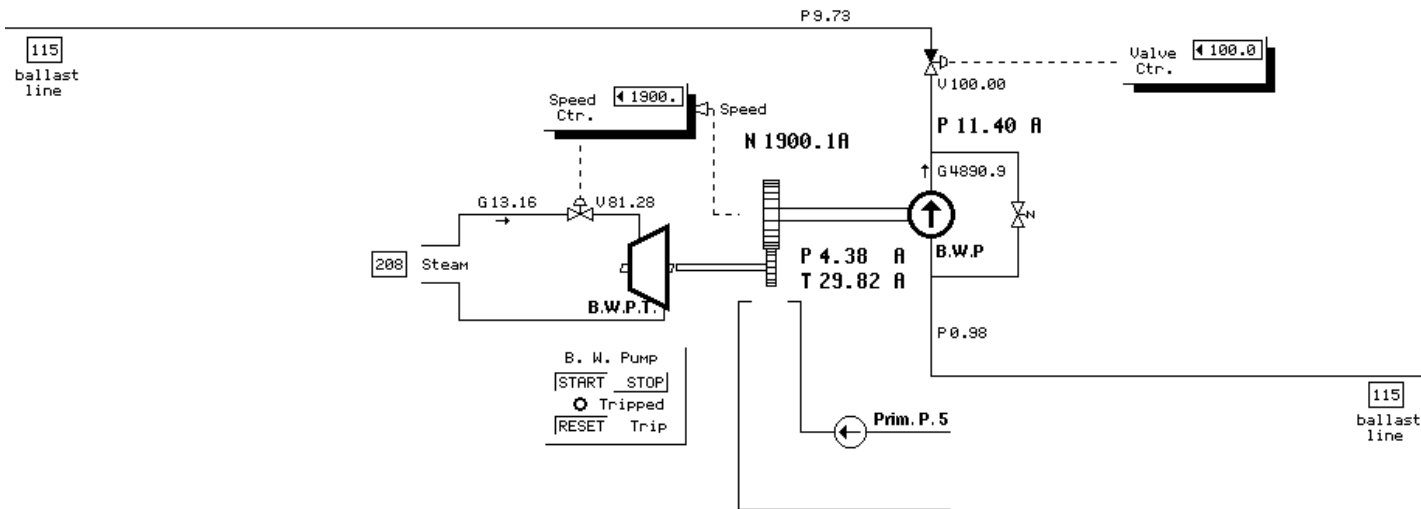 P 9.73
115
ballast
line
Valve
Ctr.
100.0
V 100.00
Speed
Ctr.
1900.
Speed
P 11.40 A
N 1900.1A
G 4890.9
G 13.16
V 81.28
N
B.W.P
208
Steam
P 4.38 A
T 29.82 A
B.W.P.T.
P 0.98
B. W. Pump
START STOP
Tripped
RESET Trip
115
ballast
line
Prim. P. 5